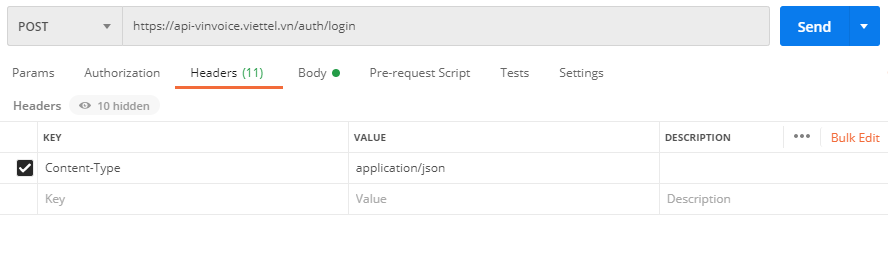 POST https://api-vinvoice.viettel.vn/auth/login Send
Params Authorization Headers (11) Body Pre-request Script Tests Settings
Headers 10 hidden
KEY VALUE DESCRIPTION ••• Bulk Edit
Content-Type application/json
Key Value Description